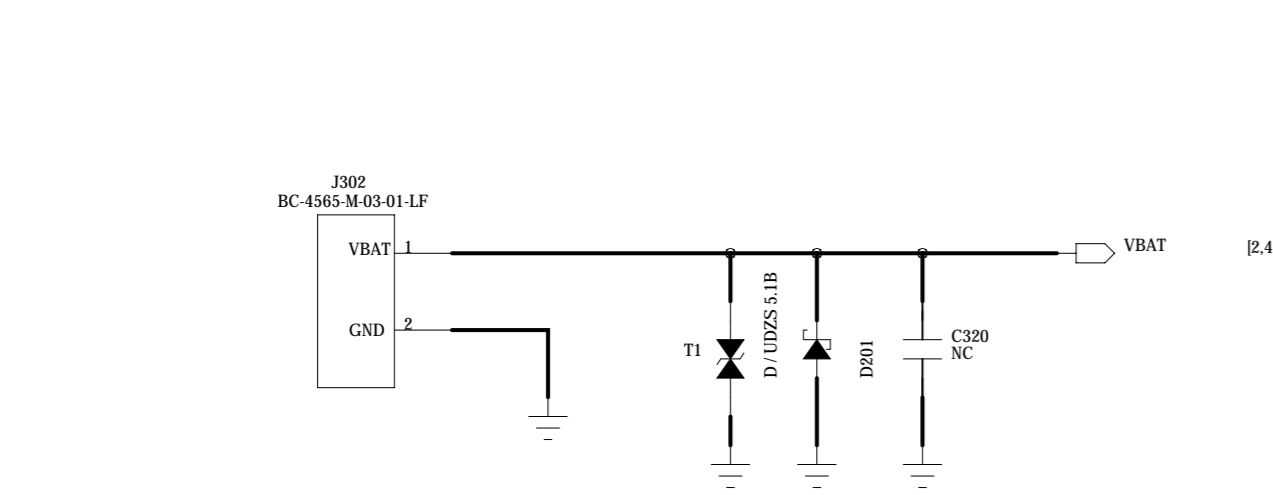 J302
BC-4565-M-03-01-LF
VBAT 1
GND 2
T1
D / UDZS 5.1B
D201
C320
NC
VBAT
[2,4